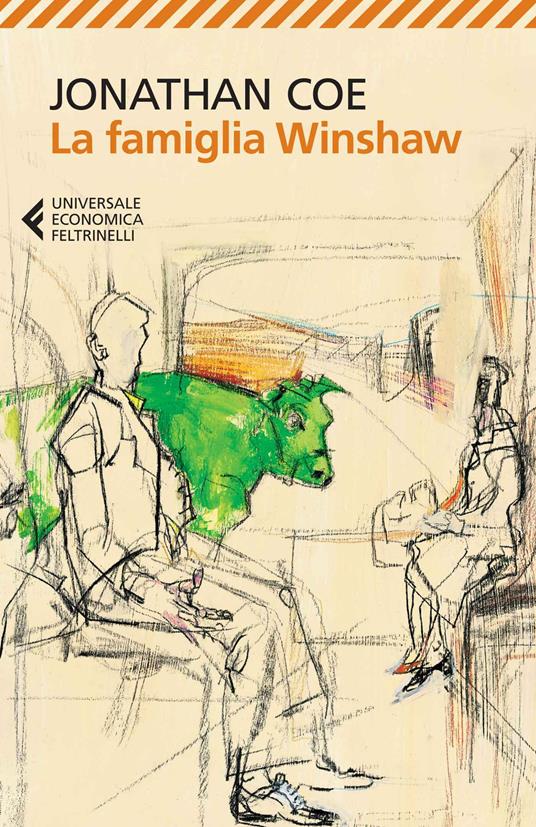 JONATHAN COE
La famiglia Winshaw
UNIVERSALE
ECONOMICA
FELTRINELLI